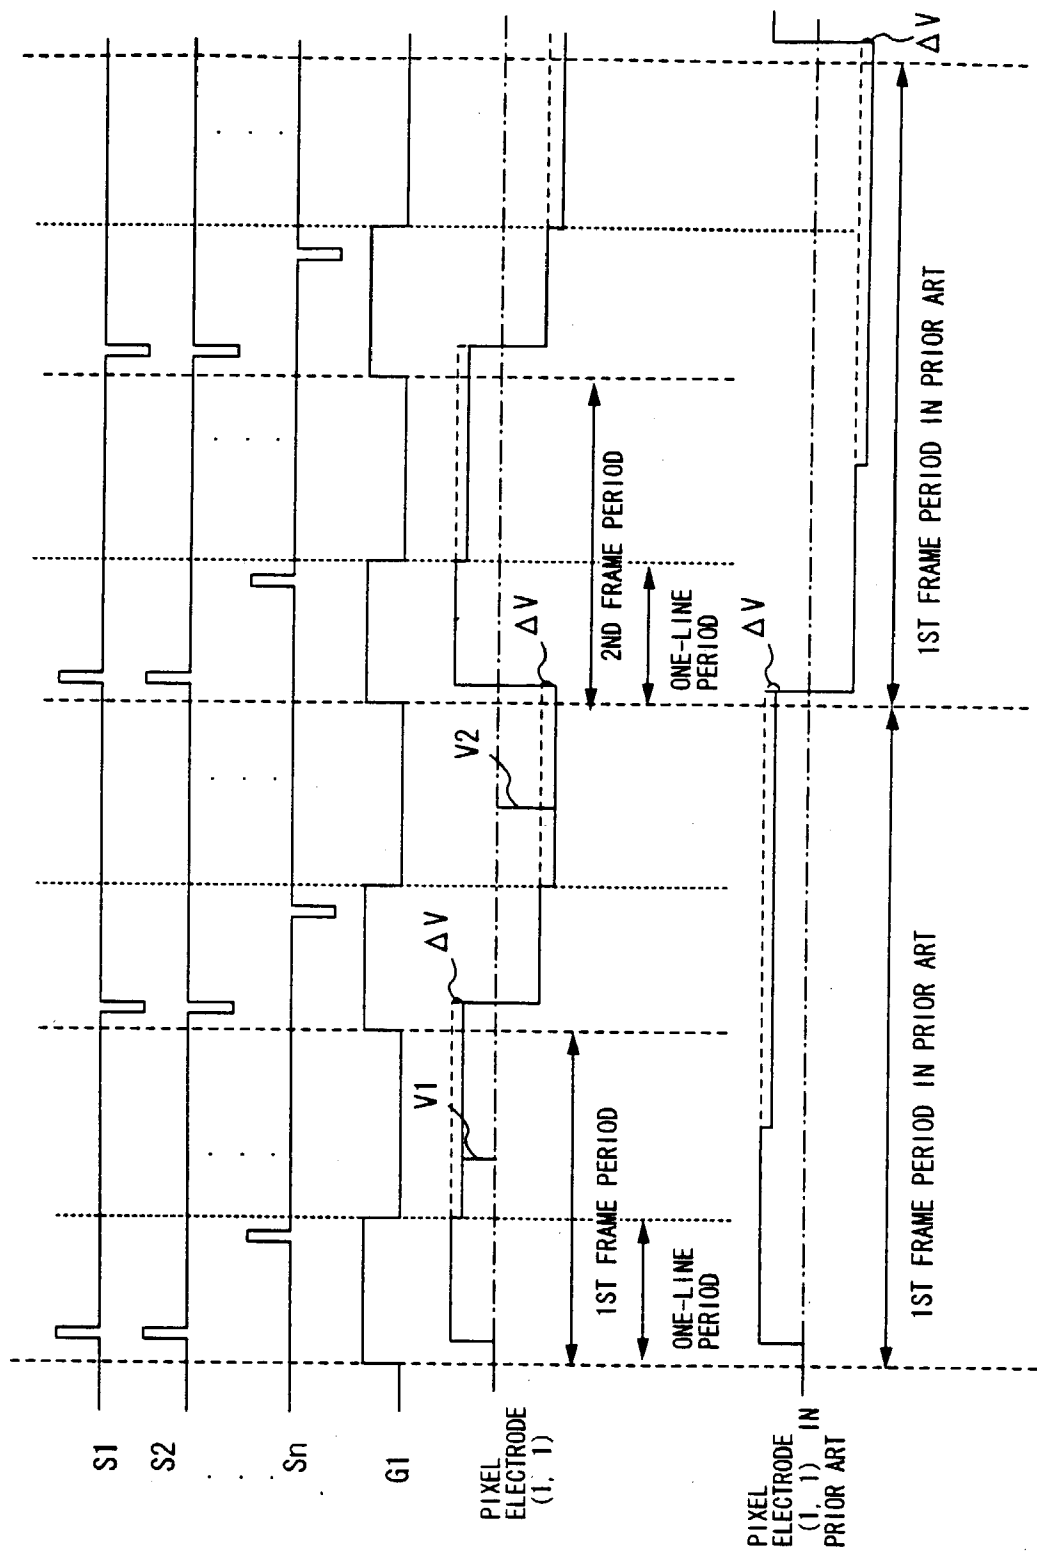 S1
S2
Sn
G1
PIXEL
ELECTRODE
(1, 1)
V1
ΔV
V2
ΔV
1ST FRAME PERIOD
2ND FRAME PERIOD
ONE-LINE
PERIOD
ONE-LINE
PERIOD
PIXEL
ELECTRODE
(1, 1) IN
PRIOR ART
ΔV
ΔV
1ST FRAME PERIOD IN PRIOR ART
1ST FRAME PERIOD IN PRIOR ART